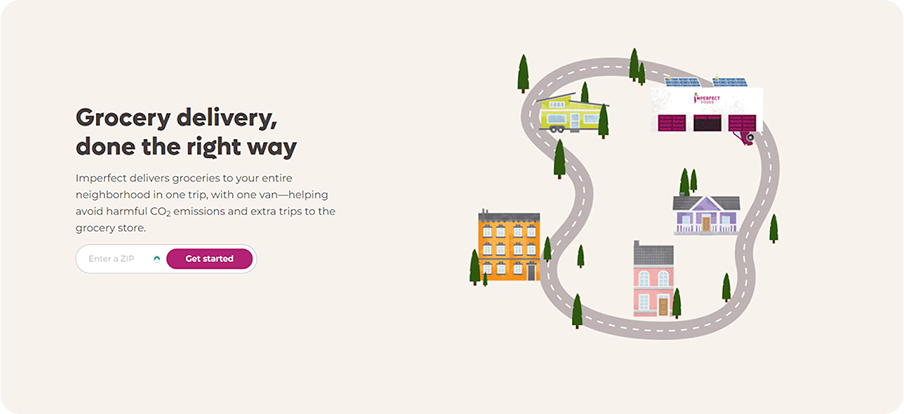 Grocery delivery,
done the right way
Imperfect delivers groceries to your entire
neighborhood in one trip, with one van—helping
avoid harmful CO₂ emissions and extra trips to the
grocery store.
Enter a ZIP
Get started
IMPERFECT
FOODS